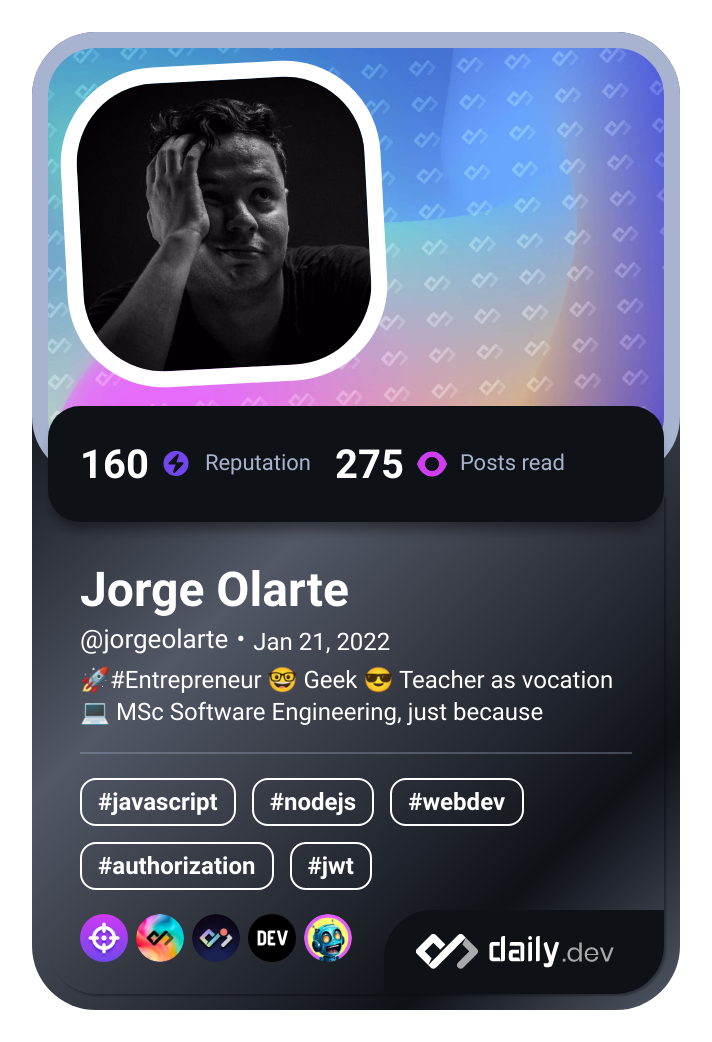 160 Reputation 275 Posts read
Jorge Olarte
@jorgeolarte • Jan 21, 2022
🚀#Entrepreneur 🤓 Geek 😎 Teacher as vocation
💻 MSc Software Engineering, just because
#javascript #nodejs #webdev
#authorization #jwt
DEV
daily.dev